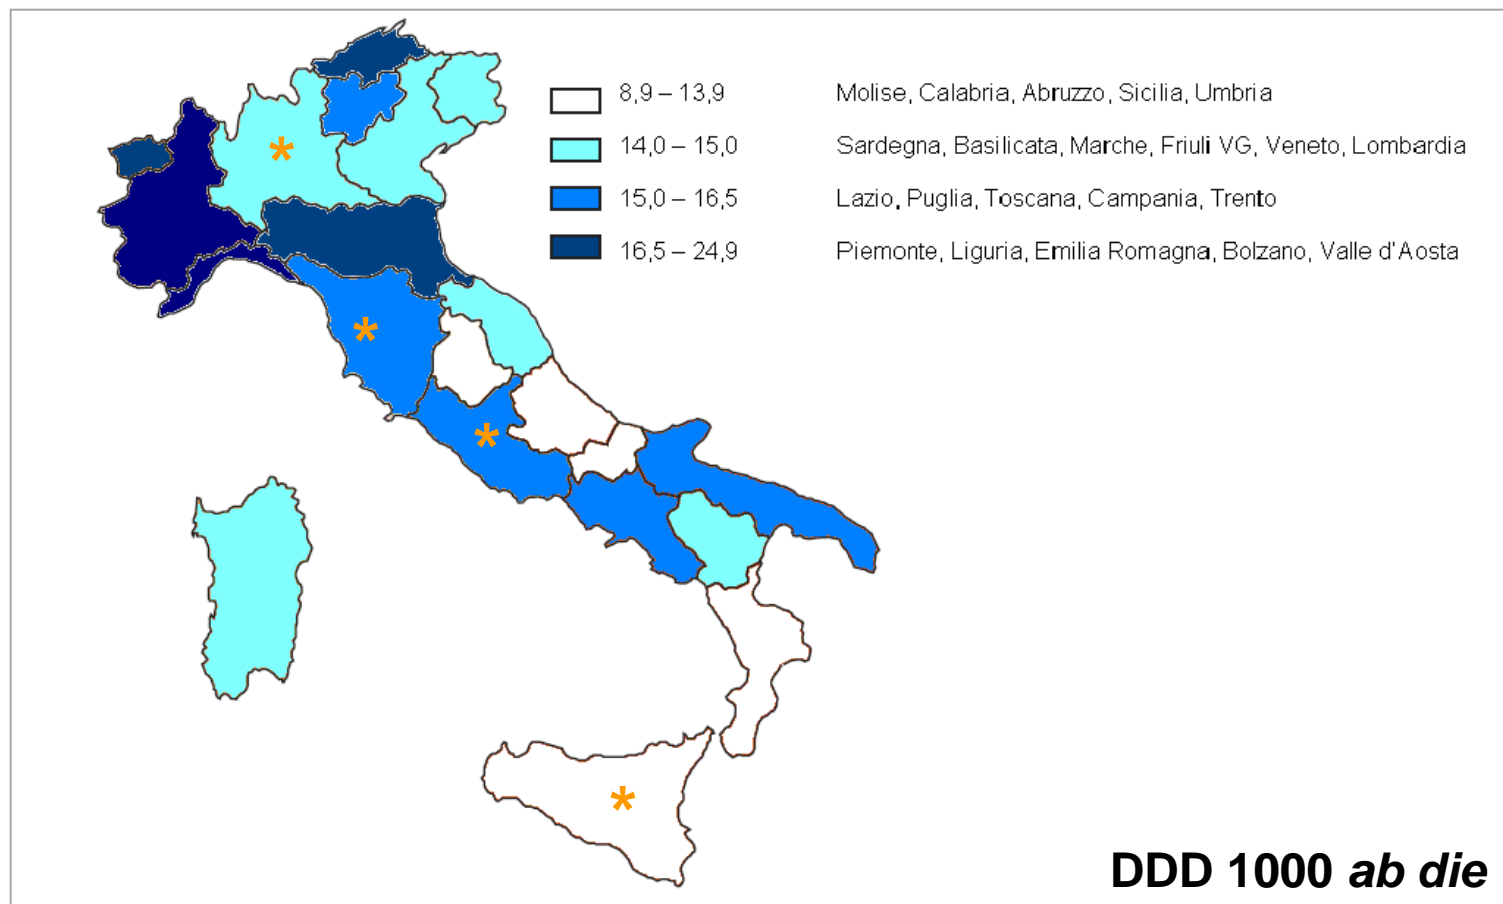 8,9 – 13,9 Molise, Calabria, Abruzzo, Sicilia, Umbria
14,0 – 15,0 Sardegna, Basilicata, Marche, Friuli VG, Veneto, Lombardia
15,0 – 16,5 Lazio, Puglia, Toscana, Campania, Trento
16,5 – 24,9 Piemonte, Liguria, Emilia Romagna, Bolzano, Valle d'Aosta
*
*
*
*
DDD 1000 ab die